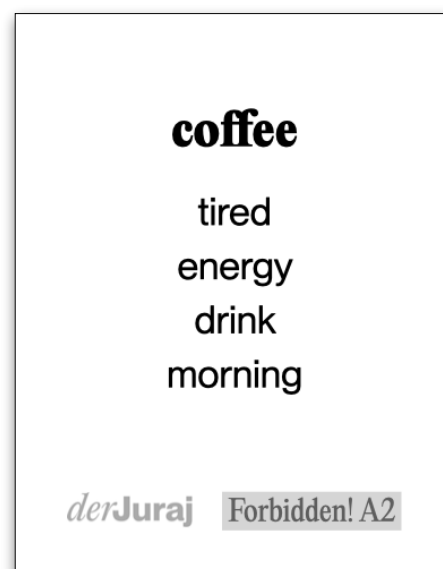 coffee
tired
energy
drink
morning
derJuraj Forbidden! A2